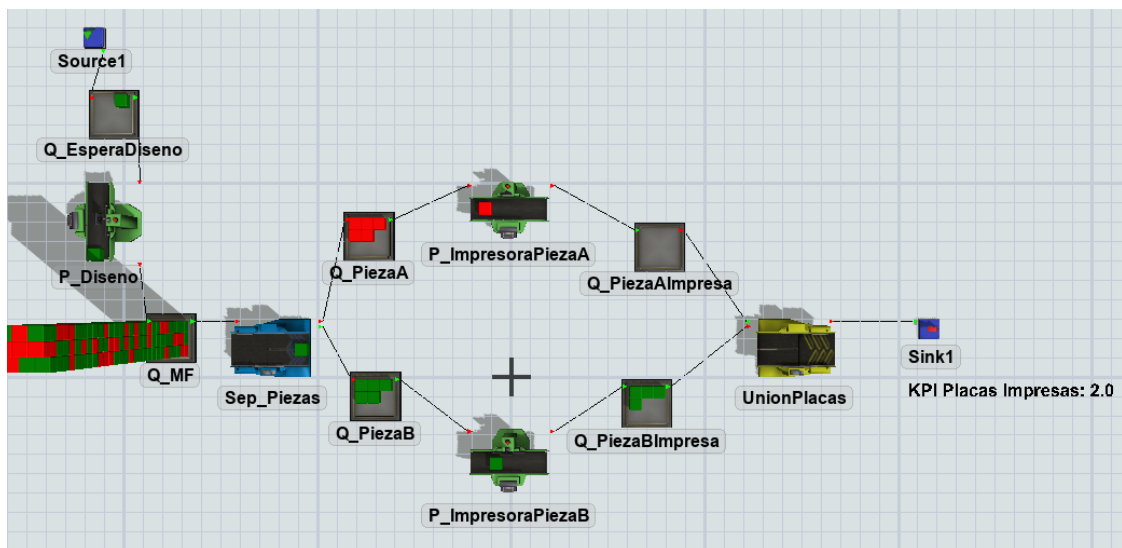 Source1
Q_EsperaDiseno
P_Diseno
Q_MF
Sep_Piezas
Q_PiezaA
Q_PiezaB
P_ImpresoraPiezaA
P_ImpresoraPiezaB
Q_PiezaAImpresa
Q_PiezaBImpresa
UnionPlacas
Sink1
KPI Placas Impresas: 2.0